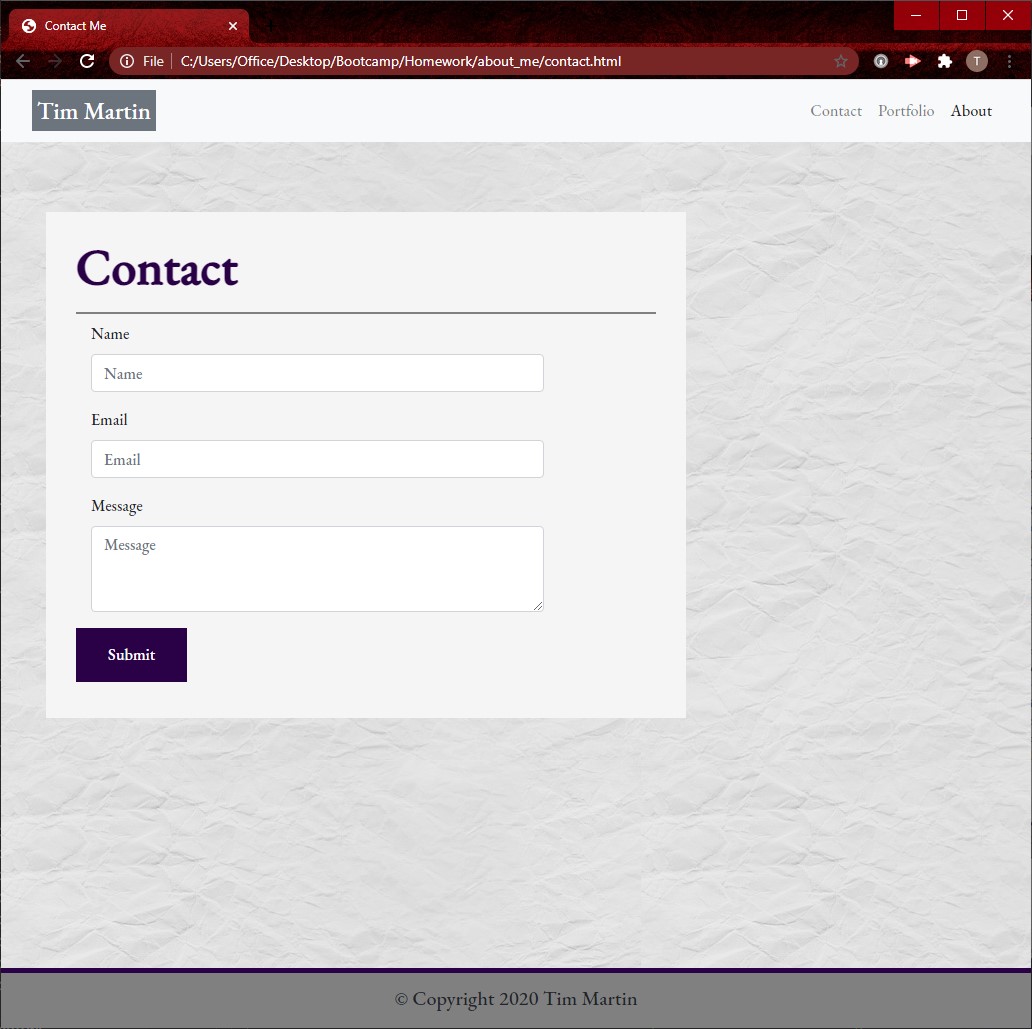 Contact Me
File C:/Users/Office/Desktop/Bootcamp/Homework/about_me/contact.html
T
Tim Martin
Contact Portfolio About
Contact
Name
Name
Email
Email
Message
Message
Submit
© Copyright 2020 Tim Martin